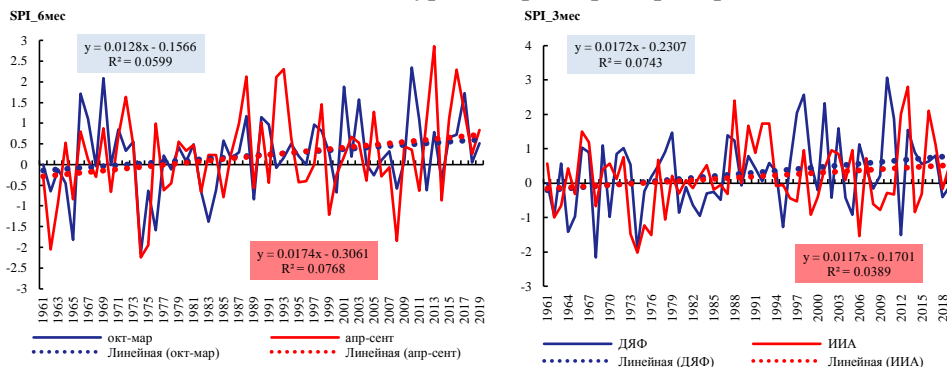 SPI_6мес
3
2.5
2
1.5
1
0.5
0
-0.5
-1
-1.5
-2
-2.5
-3
y = 0.0128x - 0.1566
R² = 0.0599
y = 0.0174x - 0.3061
R² = 0.0768
1961 1963 1965 1967 1969 1971 1973 1975 1977 1979 1981 1983 1985 1987 1989 1991 1993 1995 1997 1999 2001 2003 2005 2007 2009 2011 2013 2015 2017 2019
окт-мар
апр-сент
Линейная (окт-мар)
Линейная (апр-сент)
SPI_3мес
4
3
2
1
0
-1
-2
-3
y = 0.0172x - 0.2307
R² = 0.0743
y = 0.0117x - 0.1701
R² = 0.0389
1961 1964 1967 1970 1973 1976 1979 1982 1985 1988 1991 1994 1997 2000 2003 2006 2009 2012 2015 2018
ДЯФ
ИИА
Линейная (ДЯФ)
Линейная (ИИА)